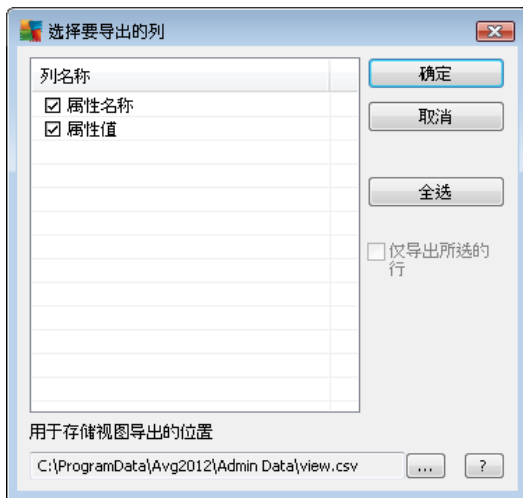 选择要导出的列
列名称
属性名称
属性值
确定
取消
全选
仅导出所选的
行
用于存储视图导出的位置
C:\ProgramData\Avg2012\Admin Data\view.csv
...
?